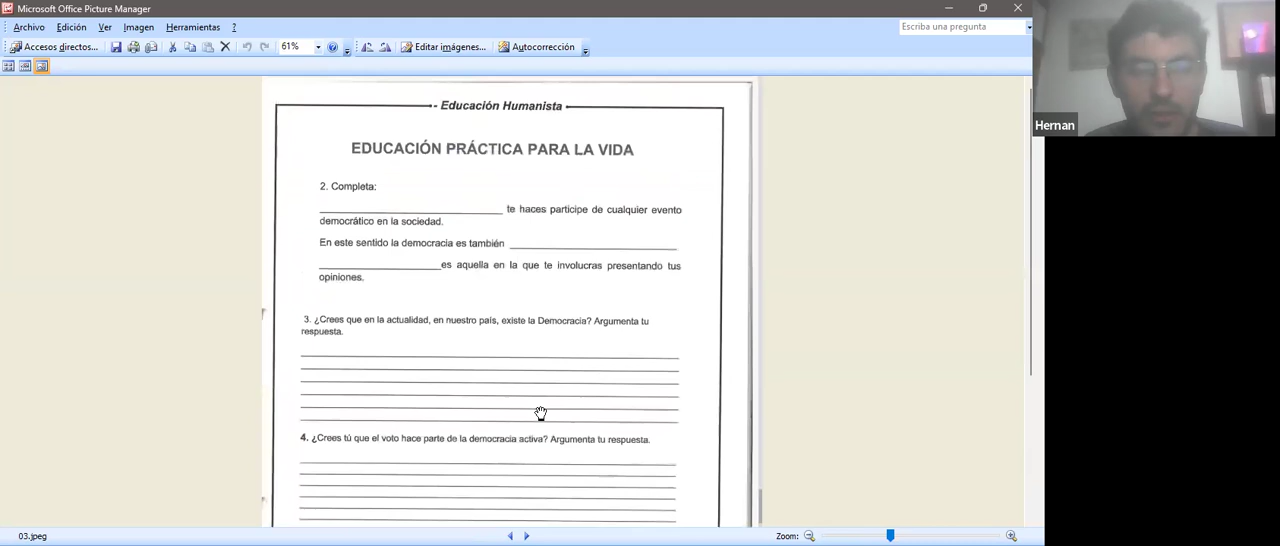 Microsoft Office Picture Manager
Archivo Edición Ver Imagen Herramientas ?
Escriba una pregunta
Accesos directos... 61% Editar imágenes... Autocorrección
Hernan
- Educación Humanista
EDUCACIÓN PRÁCTICA PARA LA VIDA
2. Completa:
______________________ te haces participe de cualquier evento
democrático en la sociedad.
En este sentido la democracia es también ______________________
________________es aquella en la que te involucras presentando tus
opiniones.
3. ¿Crees que en la actualidad, en nuestro país, existe la Democracia? Argumenta tu
respuesta.
4. ¿Crees tú que el voto hace parte de la democracia activa? Argumenta tu respuesta.
03.jpeg
Zoom: